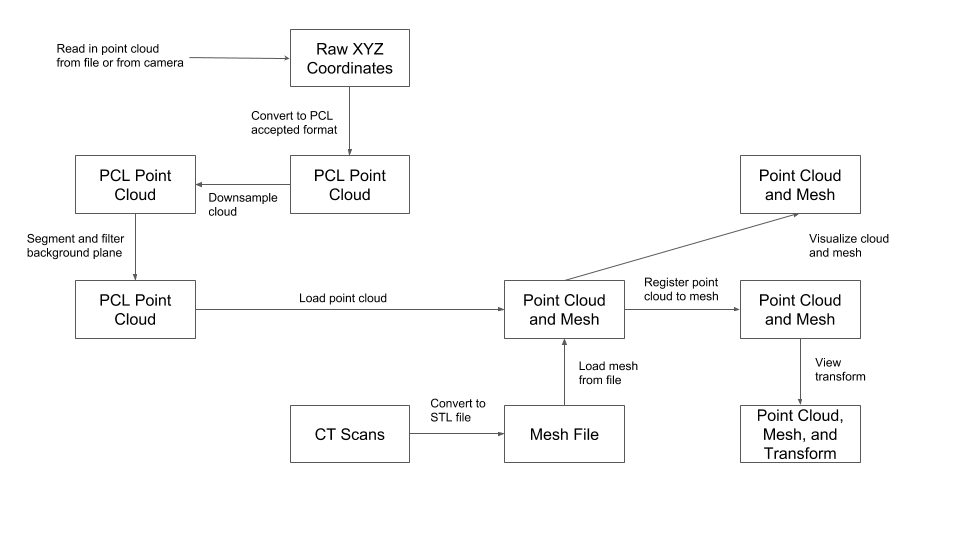 Read in point cloud
from file or from camera
Raw XYZ
Coordinates
Convert to PCL
accepted format
PCL Point
Cloud
Downsample
cloud
PCL Point
Cloud
Segment and filter
background plane
PCL Point
Cloud
Load point cloud
Point Cloud
and Mesh
Visualize cloud
and mesh
Point Cloud
and Mesh
Register point
cloud to mesh
Point Cloud
and Mesh
View
transform
Point Cloud,
Mesh, and
Transform
Load mesh
from file
CT Scans
Convert to
STL file
Mesh File